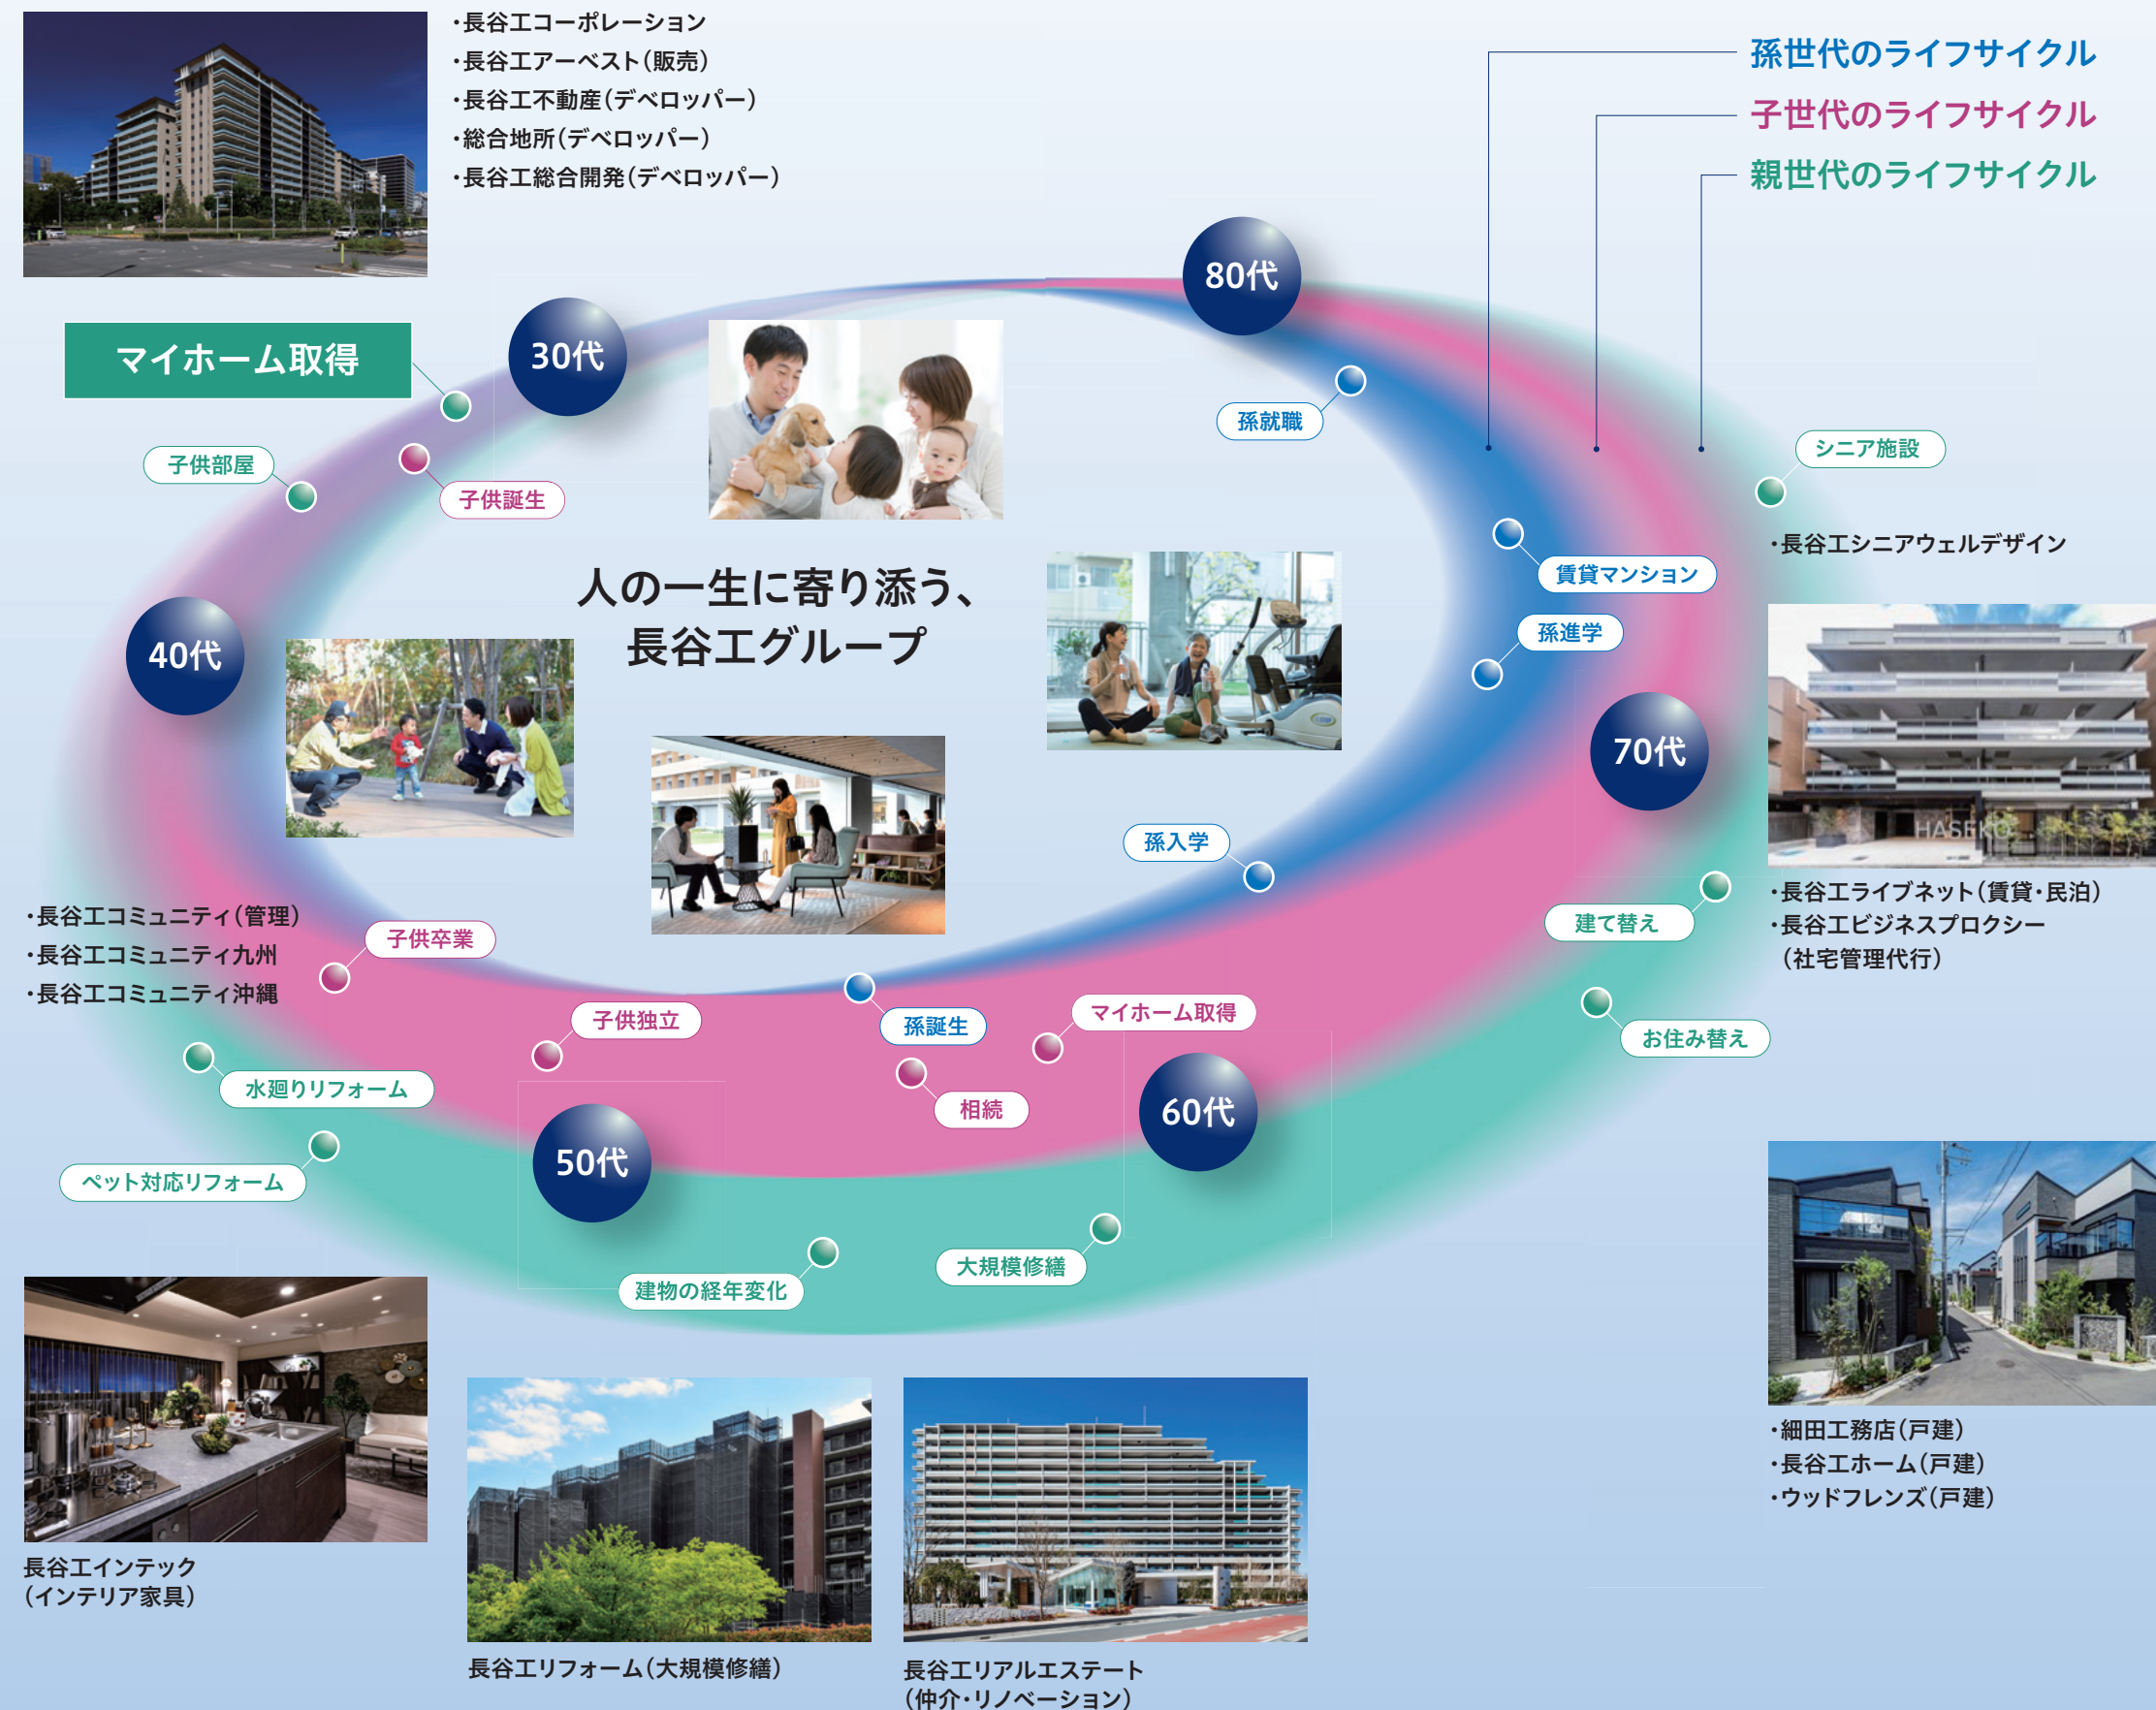 ・長谷工コーポレーション
・長谷工アーベスト（販売）
・長谷工不動産（デベロッパー）
・総合地所（デベロッパー）
・長谷工総合開発（デベロッパー）
孫世代のライフサイクル
子世代のライフサイクル
親世代のライフサイクル
80代
30代
マイホーム取得
孫就職
子供部屋
子供誕生
シニア施設
・長谷工シニアウェルデザイン
人の一生に寄り添う、
長谷工グループ
賃貸マンション
孫進学
40代
70代
HASEKO
孫入学
・長谷工ライブネット（賃貸・民泊）
・長谷工ビジネスプロクシー
（社宅管理代行）
建て替え
・長谷工コミュニティ（管理）
・長谷工コミュニティ九州
・長谷工コミュニティ沖縄
子供卒業
子供独立
孫誕生
マイホーム取得
お住み替え
水廻りリフォーム
相続
60代
50代
ペット対応リフォーム
建物の経年変化
大規模修繕
・細田工務店（戸建）
・長谷工ホーム（戸建）
・ウッドフレンズ（戸建）
長谷工インテック
（インテリア家具）
長谷工リフォーム（大規模修繕）
長谷工リアルエステート
（仲介・リノベーション）